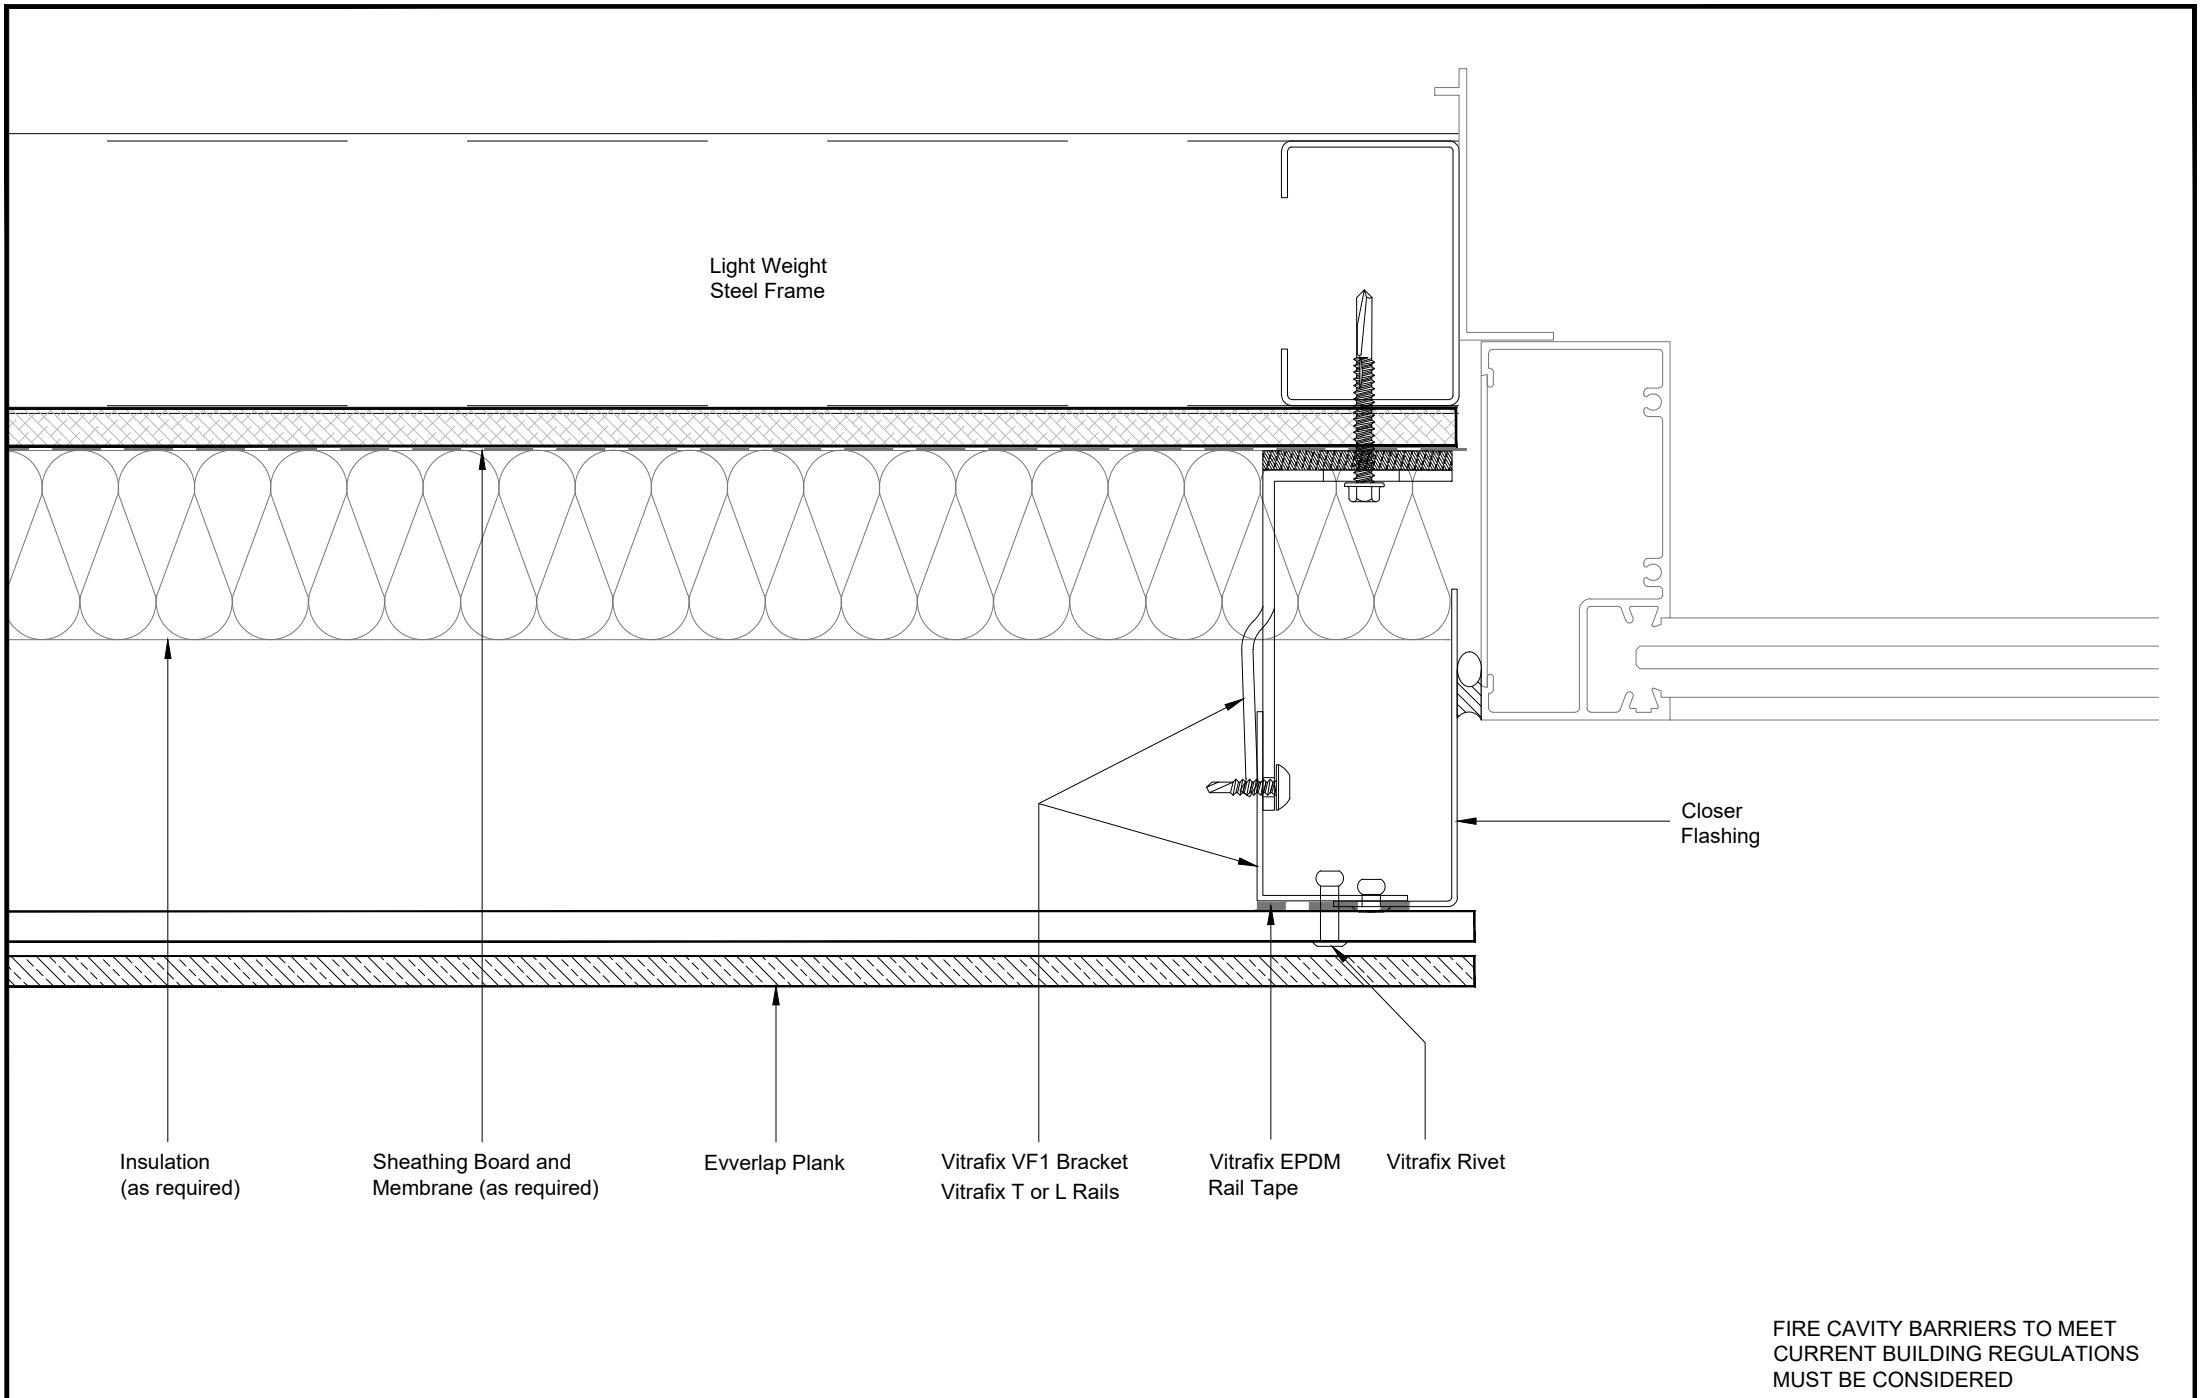 Light Weight
Steel Frame
Closer
Flashing
Insulation
(as required)
Sheathing Board and
Membrane (as required)
Evverlap Plank
Vitrafix VF1 Bracket
Vitrafix T or L Rails
Vitrafix EPDM
Rail Tape
Vitrafix Rivet
FIRE CAVITY BARRIERS TO MEET
CURRENT BUILDING REGULATIONS
MUST BE CONSIDERED